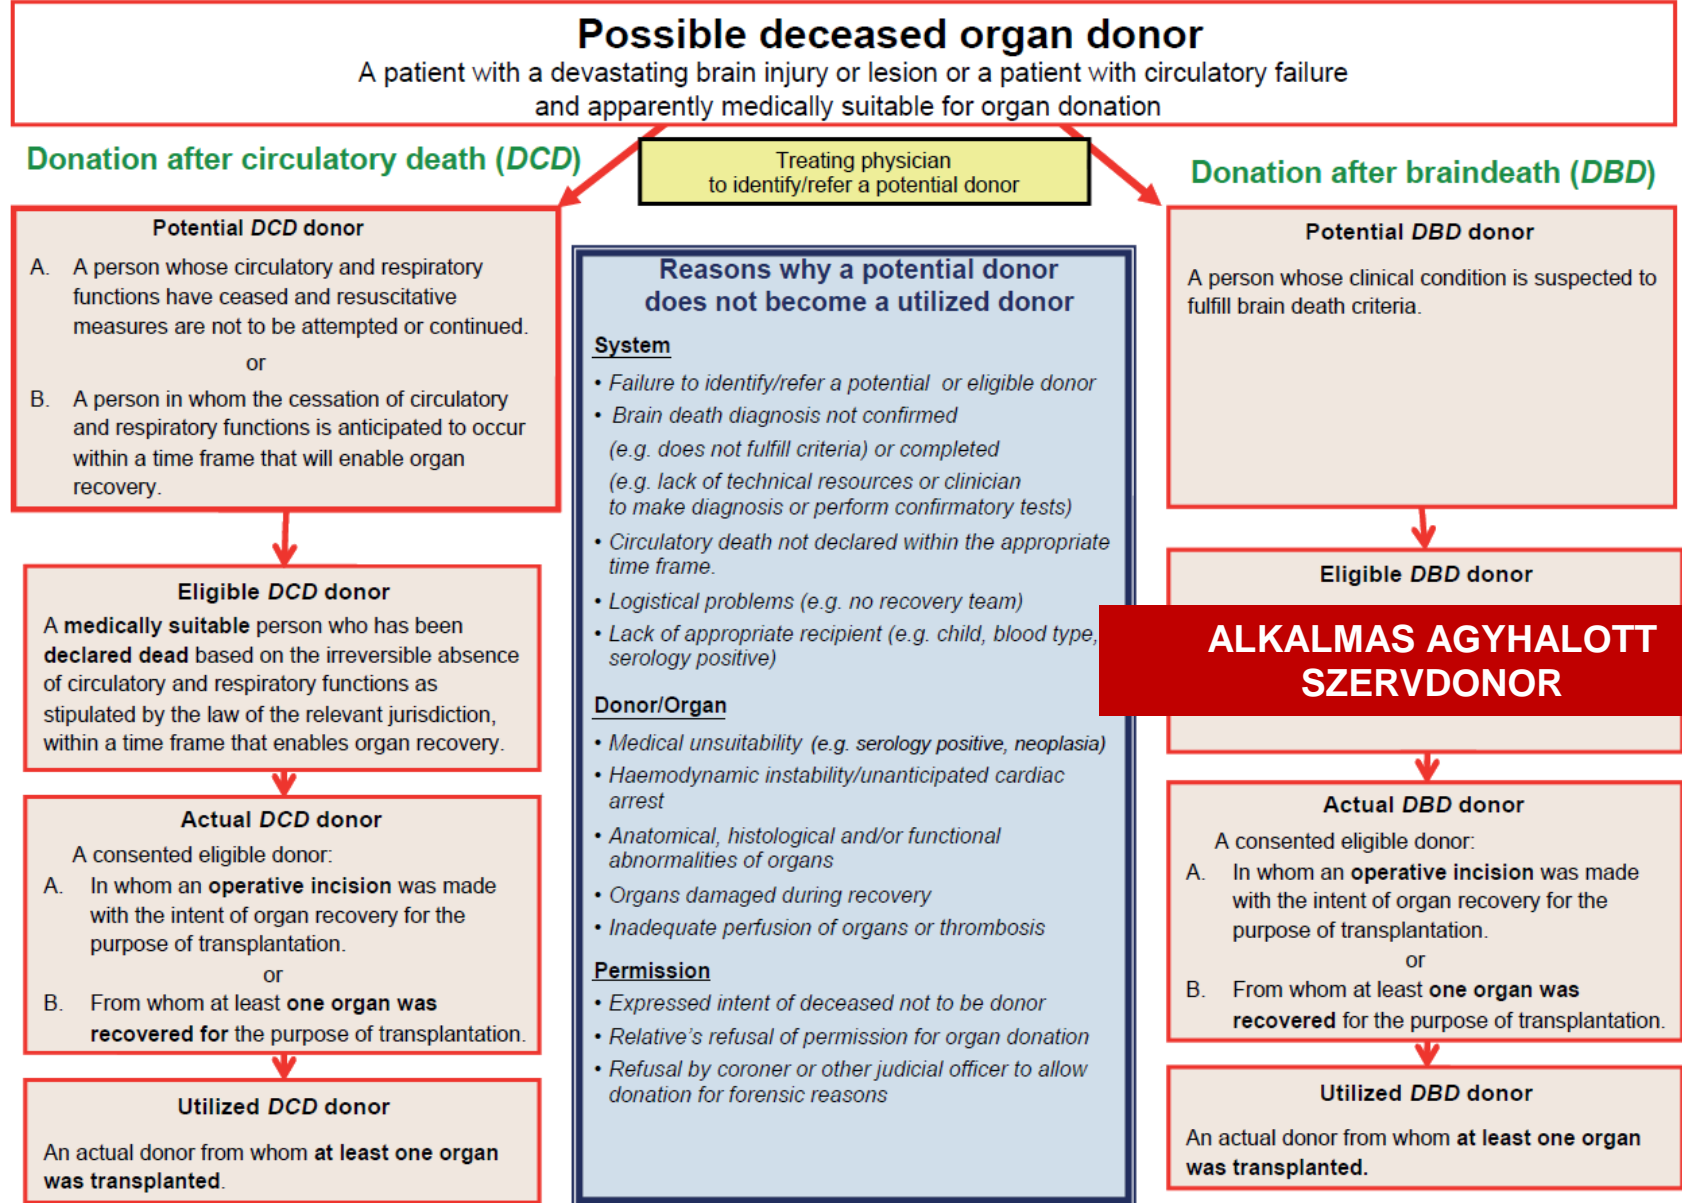 Possible deceased organ donor
A patient with a devastating brain injury or lesion or a patient with circulatory failure
and apparently medically suitable for organ donation
Treating physician
to identify/refer a potential donor
Donation after circulatory death (DCD)
Potential DCD donor
A. A person whose circulatory and respiratory
functions have ceased and resuscitative
measures are not to be attempted or continued.
or
B. A person in whom the cessation of circulatory
and respiratory functions is anticipated to occur
within a time frame that will enable organ
recovery.
Eligible DCD donor
A medically suitable person who has been
declared dead based on the irreversible absence
of circulatory and respiratory functions as
stipulated by the law of the relevant jurisdiction,
within a time frame that enables organ recovery.
Actual DCD donor
A consented eligible donor:
A. In whom an operative incision was made
with the intent of organ recovery for the
purpose of transplantation.
or
B. From whom at least one organ was
recovered for the purpose of transplantation.
Utilized DCD donor
An actual donor from whom at least one organ
was transplanted.
Reasons why a potential donor
does not become a utilized donor
System
• Failure to identify/refer a potential or eligible donor
• Brain death diagnosis not confirmed
(e.g. does not fulfill criteria) or completed
(e.g. lack of technical resources or clinician
to make diagnosis or perform confirmatory tests)
• Circulatory death not declared within the appropriate
time frame.
• Logistical problems (e.g. no recovery team)
• Lack of appropriate recipient (e.g. child, blood type,
serology positive)
Donor/Organ
• Medical unsuitability (e.g. serology positive, neoplasia)
• Haemodynamic instability/unanticipated cardiac
arrest
• Anatomical, histological and/or functional
abnormalities of organs
• Organs damaged during recovery
• Inadequate perfusion of organs or thrombosis
Permission
• Expressed intent of deceased not to be donor
• Relative's refusal of permission for organ donation
• Refusal by coroner or other judicial officer to allow
donation for forensic reasons
Donation after braindeath (DBD)
Potential DBD donor
A person whose clinical condition is suspected to
fulfill brain death criteria.
Eligible DBD donor
ALKALMAS AGYHALOTT
SZERVDONOR
Actual DBD donor
A consented eligible donor:
A. In whom an operative incision was made
with the intent of organ recovery for the
purpose of transplantation.
or
B. From whom at least one organ was
recovered for the purpose of transplantation.
Utilized DBD donor
An actual donor from whom at least one organ
was transplanted.